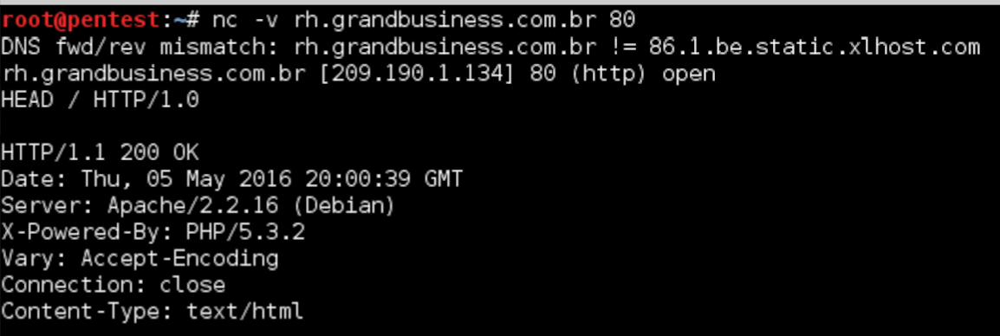 root@pentest:~# nc -v rh.grandbusiness.com.br 80
DNS fwd/rev mismatch: rh.grandbusiness.com.br != 86.1.be.static.xlhost.com
rh.grandbusiness.com.br [209.190.1.134] 80 (http) open
HEAD / HTTP/1.0
HTTP/1.1 200 OK
Date: Thu, 05 May 2016 20:00:39 GMT
Server: Apache/2.2.16 (Debian)
X-Powered-By: PHP/5.3.2
Vary: Accept-Encoding
Connection: close
Content-Type: text/html